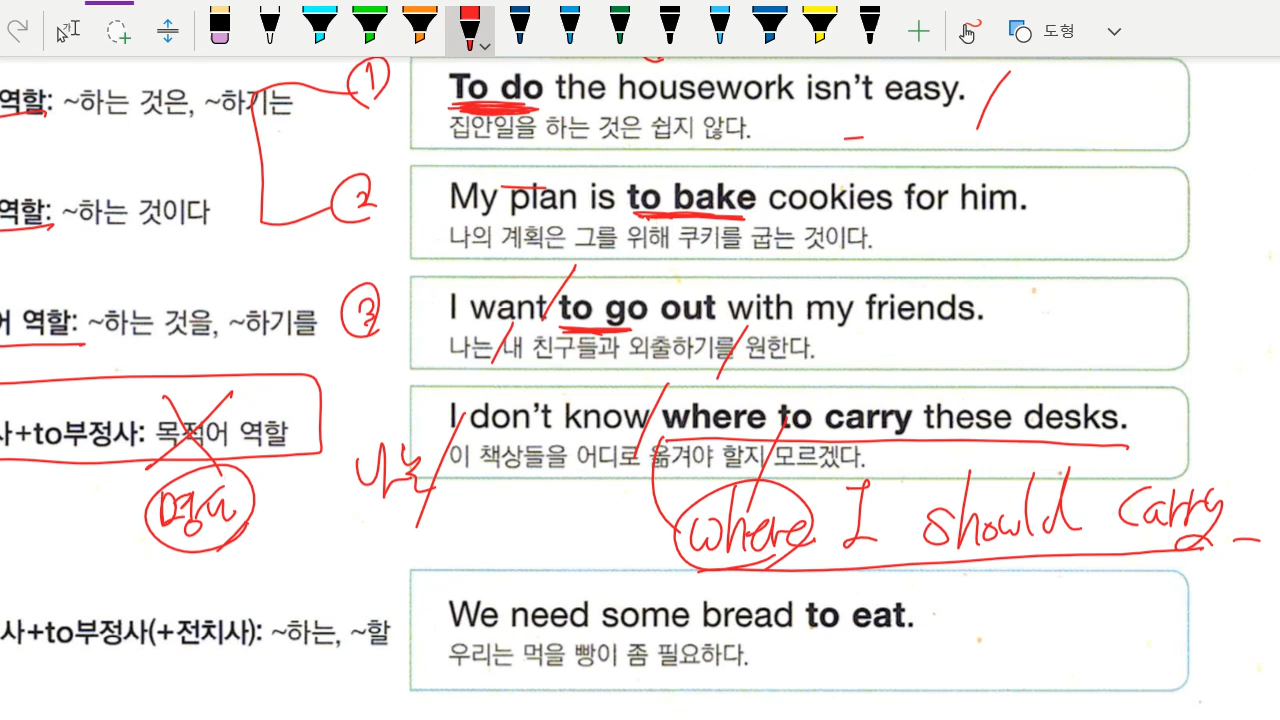 도형
역할: ~하는 것은, ~하기는
①
To do the housework isn't easy.
집안일을 하는 것은 쉽지 않다.
역할: ~하는 것이다
②
My plan is to bake cookies for him.
나의 계획은 그를 위해 쿠키를 굽는 것이다.
역할: ~하는 것을, ~하기를
③
I want to go out with my friends.
나는 내 친구들과 외출하기를 원한다.
+to부정사: 목적어 역할
I don't know where to carry these desks.
이 책상들을 어디로 옮겨야 할지 모르겠다.
나는
명사
where I should carry
사+to부정사(+전치사): ~하는, ~할
We need some bread to eat.
우리는 먹을 빵이 좀 필요하다.